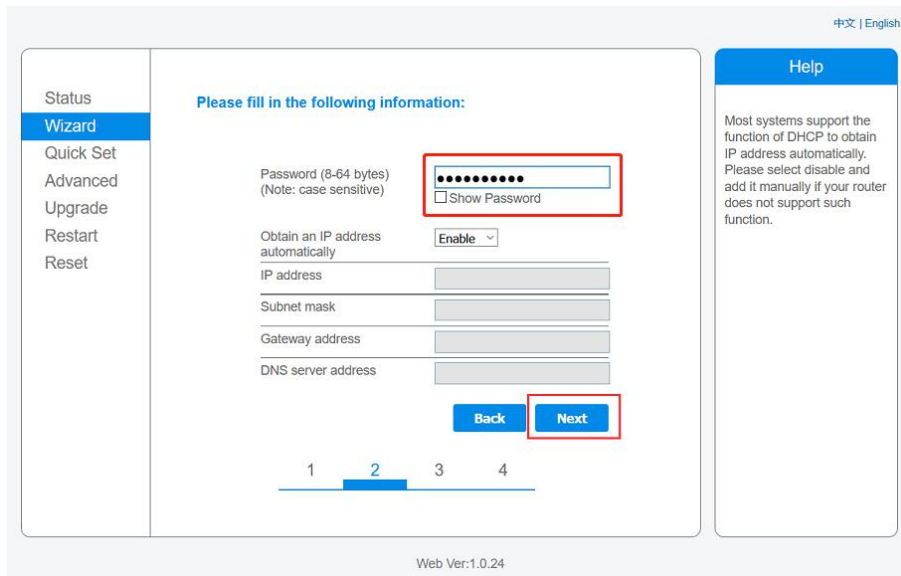 中文 | English
Status
Wizard
Quick Set
Advanced
Upgrade
Restart
Reset
Please fill in the following information:
Password (8-64 bytes)
(Note: case sensitive)
●●●●●●●●●●
Show Password
Obtain an IP address
automatically
Enable
IP address
Subnet mask
Gateway address
DNS server address
Back
Next
1
2
3
4
Help
Most systems support the
function of DHCP to obtain
IP address automatically.
Please select disable and
add it manually if your router
does not support such
function.
Web Ver:1.0.24